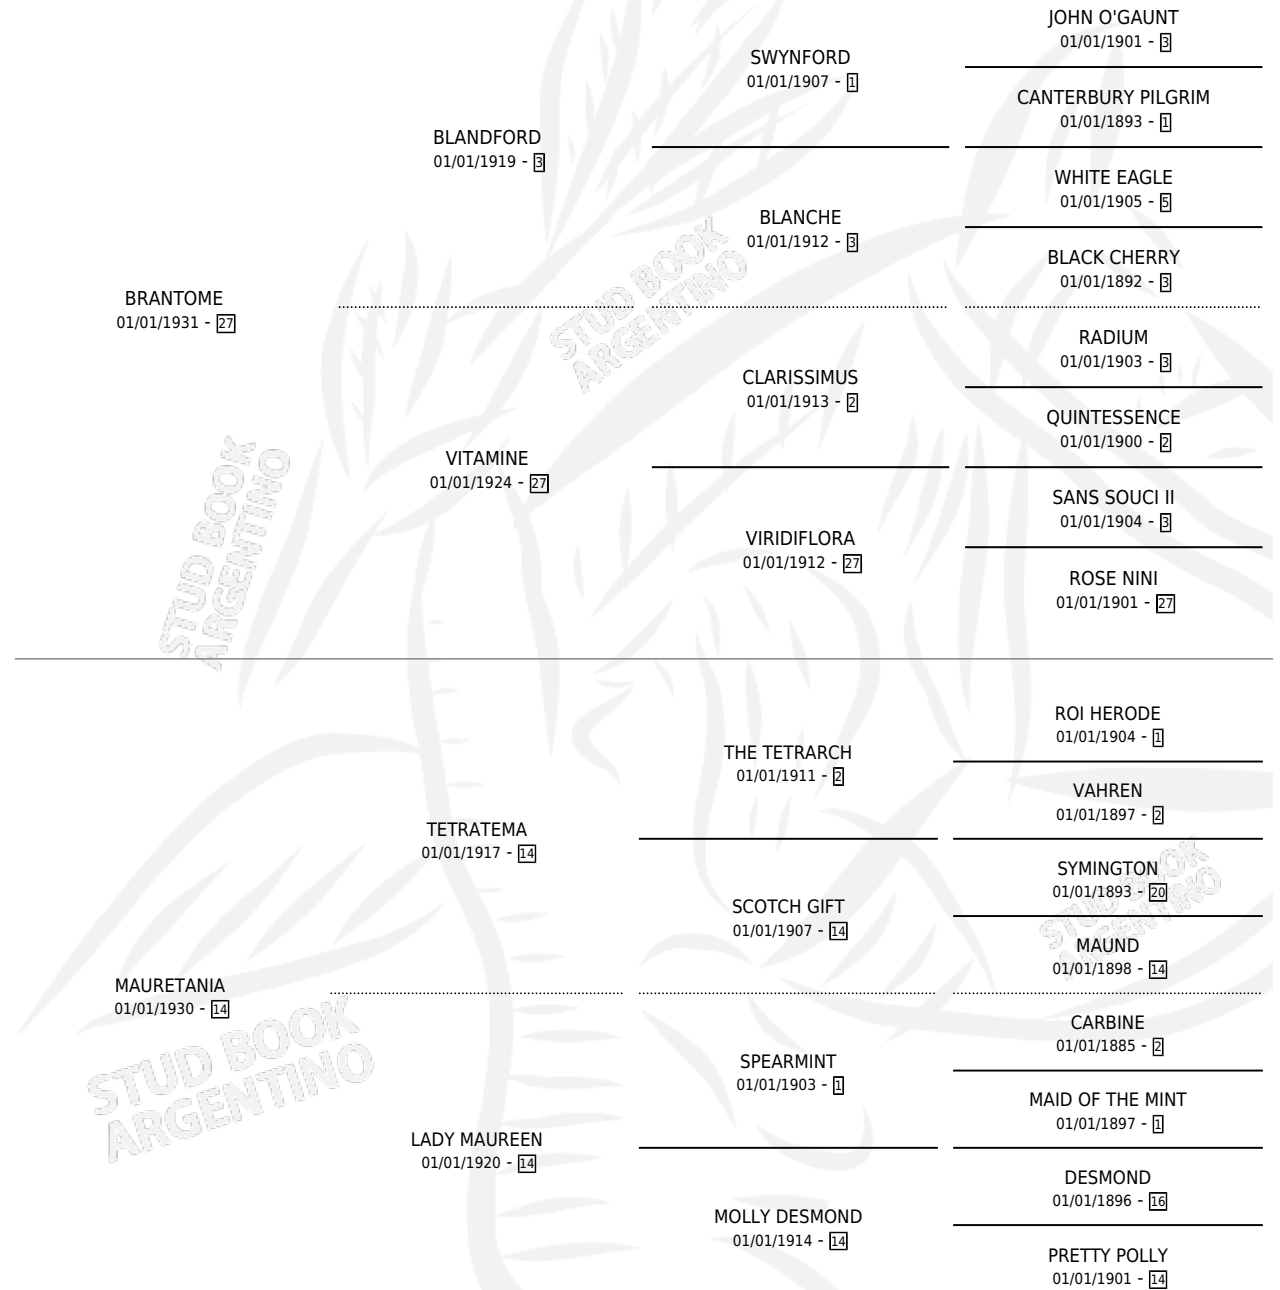 JOHN O'GAUNT
01/01/1901 - 3
SWYNFORD
01/01/1907 - 1
CANTERBURY PILGRIM
01/01/1893 - 1
BLANDFORD
01/01/1919 - 3
WHITE EAGLE
01/01/1905 - 5
BLANCHE
01/01/1912 - 3
BLACK CHERRY
01/01/1892 - 3
BRANTOME
01/01/1931 - 27
STUD BOOK
ARGENTINO
RADIUM
01/01/1903 - 3
CLARISSIMUS
01/01/1913 - 2
QUINTESSENCE
01/01/1900 - 2
VITAMINE
01/01/1924 - 27
SANS SOUCI II
01/01/1904 - 3
VIRIDIFLORA
01/01/1912 - 27
ROSE NINI
01/01/1901 - 27
STUD BOOK
ARGENTINO
ROI HERODE
01/01/1904 - 1
THE TETRARCH
01/01/1911 - 2
VAHREN
01/01/1897 - 2
TETRATEMA
01/01/1917 - 14
SYMINGTON
01/01/1893 - 20
SCOTCH GIFT
01/01/1907 - 14
STUD BOOK
ARGENTINO
MAUND
01/01/1898 - 14
MAURETANIA
01/01/1930 - 14
CARBINE
01/01/1885 - 2
SPEARMINT
01/01/1903 - 1
MAID OF THE MINT
01/01/1897 - 1
STUD BOOK
ARGENTINO
LADY MAUREEN
01/01/1920 - 14
DESMOND
01/01/1896 - 16
MOLLY DESMOND
01/01/1914 - 14
PRETTY POLLY
01/01/1901 - 14